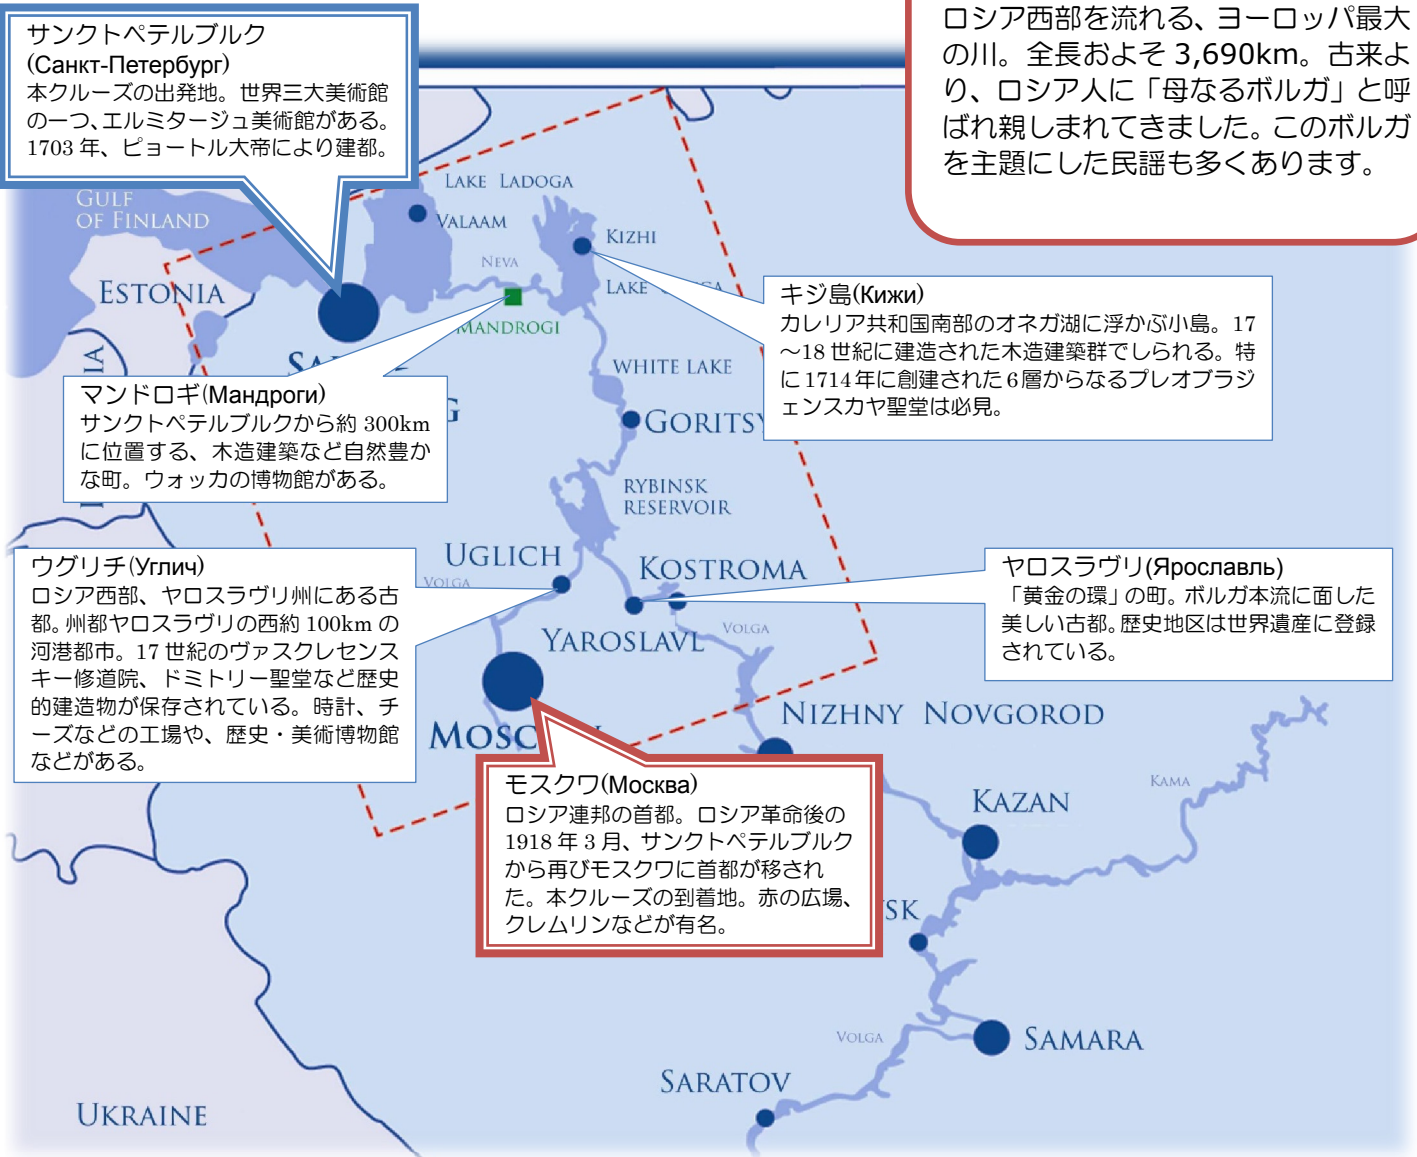 サンクトペテルブルク
(Санкт-Петербург)
本クルーズの出発地。世界三大美術館
の一つ、エルミタージュ美術館がある。
1703年、ピョートル大帝により建都。
ロシア西部を流れる、ヨーロッパ最大
の川。全長およそ 3,690km。古来よ
り、ロシア人に「母なるボルガ」と呼
ばれ親しまれてきました。このボルガ
を主題にした民謡も多くあります。
GULF
OF FINLAND
LAKE LADOGA
VALAAM
KIZHI
NEVA
LAKE
ESTONIA
MANDROGI
キジ島(Кижи)
カレリア共和国南部のオネガ湖に浮かぶ小島。17
～18世紀に建造された木造建築群でしられる。特
に1714年に創建された6層からなるプレオブラジ
ェンスカヤ聖堂は必見。
WHITE LAKE
マンドロギ(Мандроги)
サンクトペテルブルクから約 300km
に位置する、木造建築など自然豊か
な町。ウォッカの博物館がある。
G
GORITSY
RYBINSK
RESERVOIR
UGLICH
VOLGA
KOSTROMA
ウグリチ(Углич)
ロシア西部、ヤロスラヴリ州にある古
都。州都ヤロスラヴリの西約 100km の
河港都市。17 世紀のヴァスクレセンス
キー修道院、ドミトリー聖堂など歴史
的建造物が保存されている。時計、チ
ーズなどの工場や、歴史・美術博物館
などがある。
ヤロスラヴリ(Ярославль)
「黄金の環」の町。ボルガ本流に面した
美しい古都。歴史地区は世界遺産に登録
されている。
YAROSLAVL
VOLGA
MOSC
NIZHNY NOVGOROD
モスクワ(Москва)
ロシア連邦の首都。ロシア革命後の
1918 年 3 月、サンクトペテルブルク
から再びモスクワに首都が移され
た。本クルーズの到着地。赤の広場、
クレムリンなどが有名。
KAMA
KAZAN
SK
VOLGA
SAMARA
SARATOV
UKRAINE